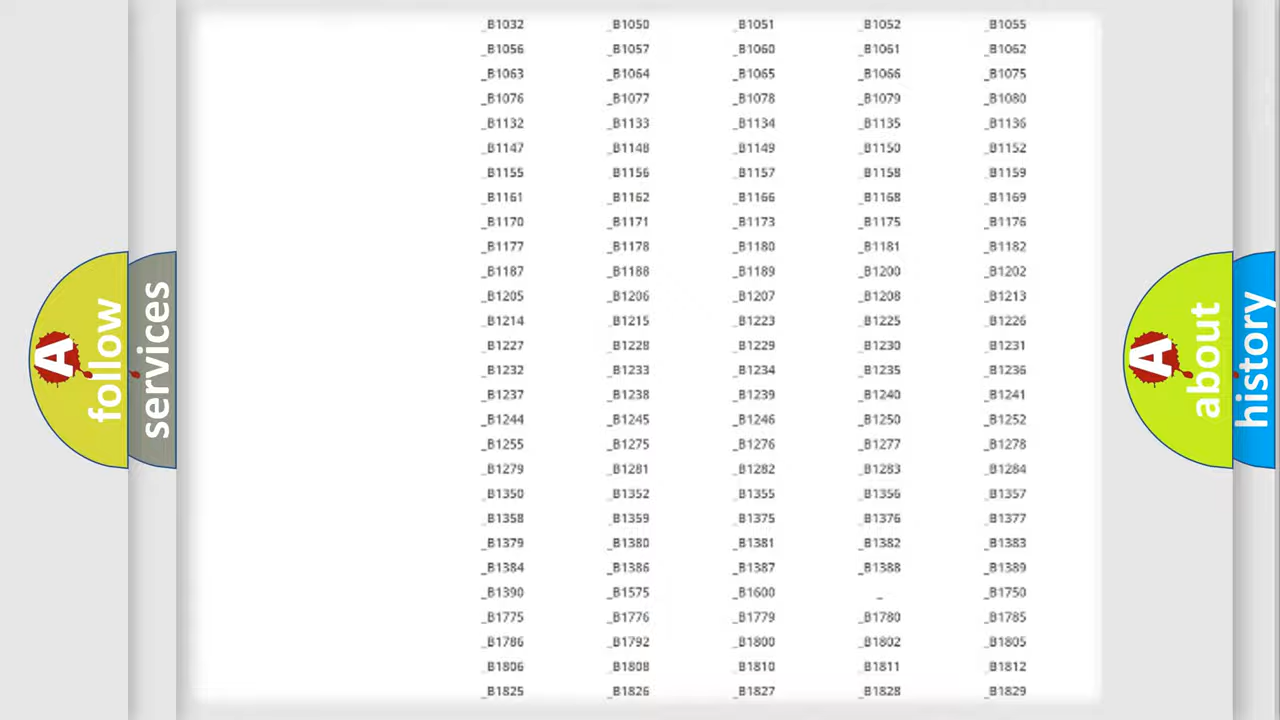 _B1032 _B1050 _B1051 _B1052 _B1055
_B1056 _B1057 _B1060 _B1061 _B1062
_B1063 _B1064 _B1065 _B1066 _B1075
_B1076 _B1077 _B1078 _B1079 _B1080
_B1132 _B1133 _B1134 _B1135 _B1136
_B1147 _B1148 _B1149 _B1150 _B1152
_B1155 _B1156 _B1157 _B1158 _B1159
_B1161 _B1162 _B1166 _B1168 _B1169
_B1170 _B1171 _B1173 _B1175 _B1176
_B1177 _B1178 _B1180 _B1181 _B1182
_B1187 _B1188 _B1189 _B1200 _B1202
_B1205 _B1206 _B1207 _B1208 _B1213
_B1214 _B1215 _B1223 _B1225 _B1226
_B1227 _B1228 _B1229 _B1230 _B1231
_B1232 _B1233 _B1234 _B1235 _B1236
_B1237 _B1238 _B1239 _B1240 _B1241
_B1244 _B1245 _B1246 _B1250 _B1252
_B1255 _B1275 _B1276 _B1277 _B1278
_B1279 _B1281 _B1282 _B1283 _B1284
_B1350 _B1352 _B1355 _B1356 _B1357
_B1358 _B1359 _B1375 _B1376 _B1377
_B1379 _B1380 _B1381 _B1382 _B1383
_B1384 _B1386 _B1387 _B1388 _B1389
_B1390 _B1575 _B1600 _ _B1750
_B1775 _B1776 _B1779 _B1780 _B1785
_B1786 _B1792 _B1800 _B1802 _B1805
_B1806 _B1808 _B1810 _B1811 _B1812
_B1825 _B1826 _B1827 _B1828 _B1829
A follow
services
A about
history